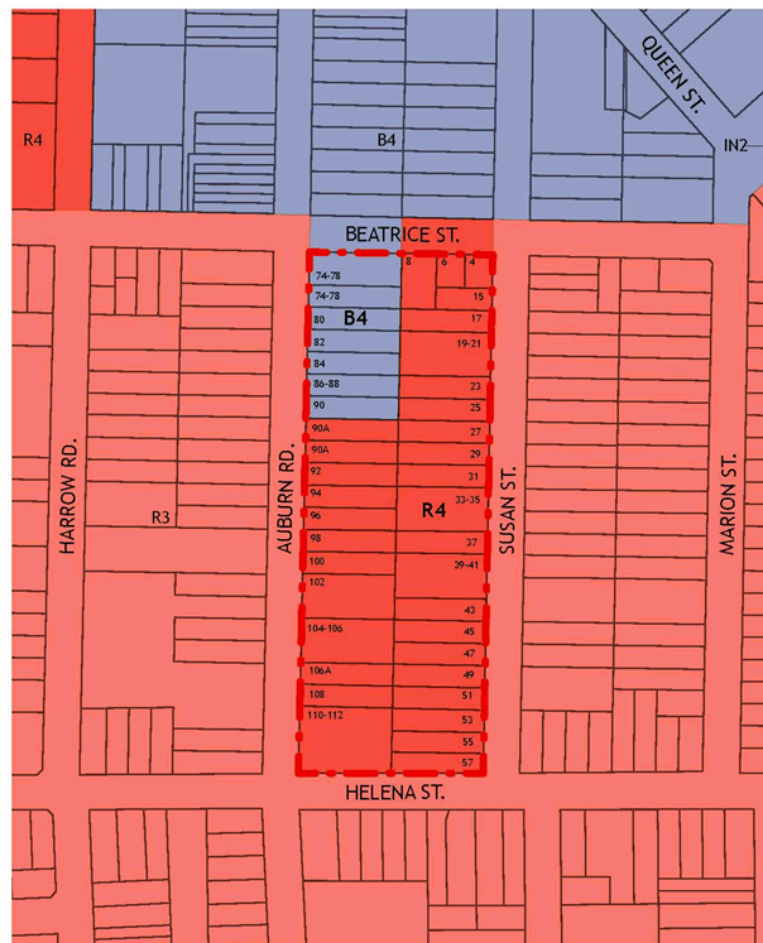 QUEEN ST.
R4
B4
IN2
BEATRICE ST.
8
6
4
74-78
15
74-78
B4
80
17
82
19-21
84
86-88
23
90
25
90A
27
90A
29
92
31
94
33-35
96
R4
R3
98
37
100
39-41
102
43
104-106
45
47
106A
49
108
51
110-112
53
55
57
HARROW RD.
AUBURN RD.
SUSAN ST.
MARION ST.
HELENA ST.